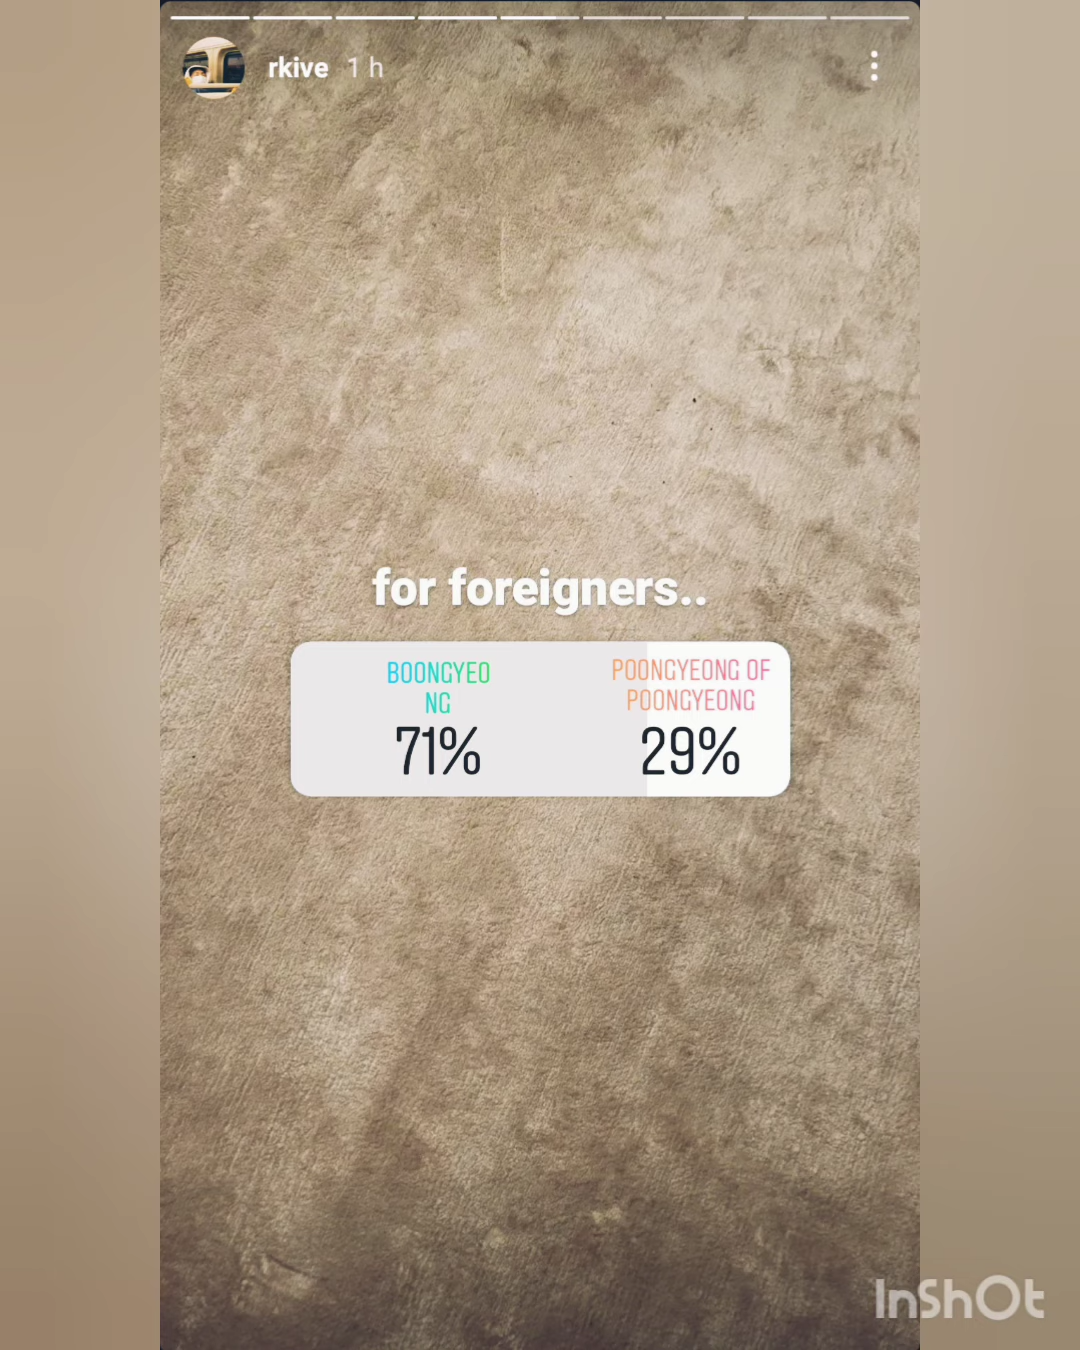 rkive 1 h
for foreigners..
BOONGYEO
NG
71%
POONGYEONG OF
POONGYEONG
29%
InShOt